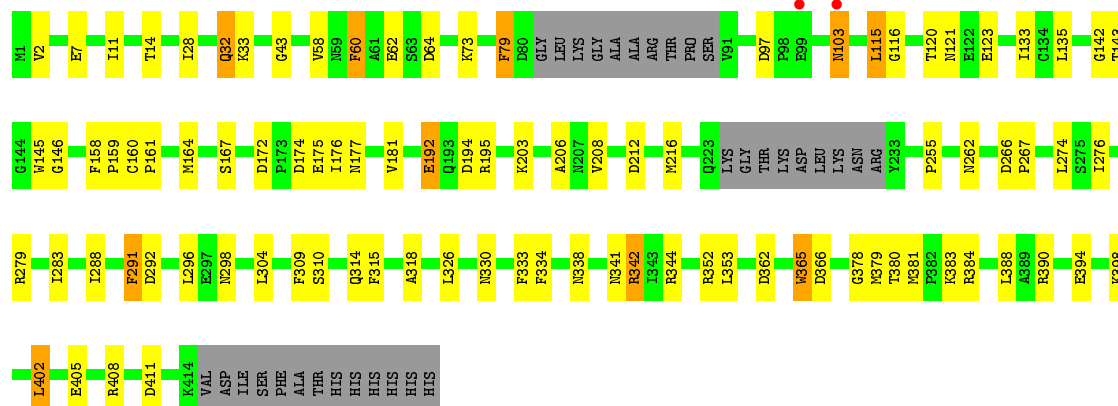 M1 V2 E7 I11 T14 I28 Q32 K33 G43 V58 N59 F60 A61 E62 S63 D64 K73 F79 D80 GLY LEU LYS GLY ALA ALA ARG THR PRO SER V91 D97 P98 E99 N103 L115 G116 T120 N121 E122 E123 I133 C134 L135 G142 T143
G144 W145 G146 F158 P159 C160 P161 M164 S167 D172 P173 D174 E175 I176 N177 V181 E192 Q193 D194 R195 K203 A206 N207 V208 D212 M216 Q223 LYS GLY THR LYS ASP LEU LYS ASN ARG Y233 P255 N262 D266 P267 L274 S275 I276
R279 I283 I288 F291 D292 L296 E297 N298 L304 F309 S310 Q314 F315 A318 L326 N330 F333 F334 N338 N341 R342 I343 R344 R352 L353 D362 W365 D366 G378 M379 T380 M381 P382 K383 R384 L388 A389 R390 E394 K398
L402 E405 R408 D411 K414 VAL ASP ILE SER PHE ALA THR HIS HIS HIS HIS HIS HIS